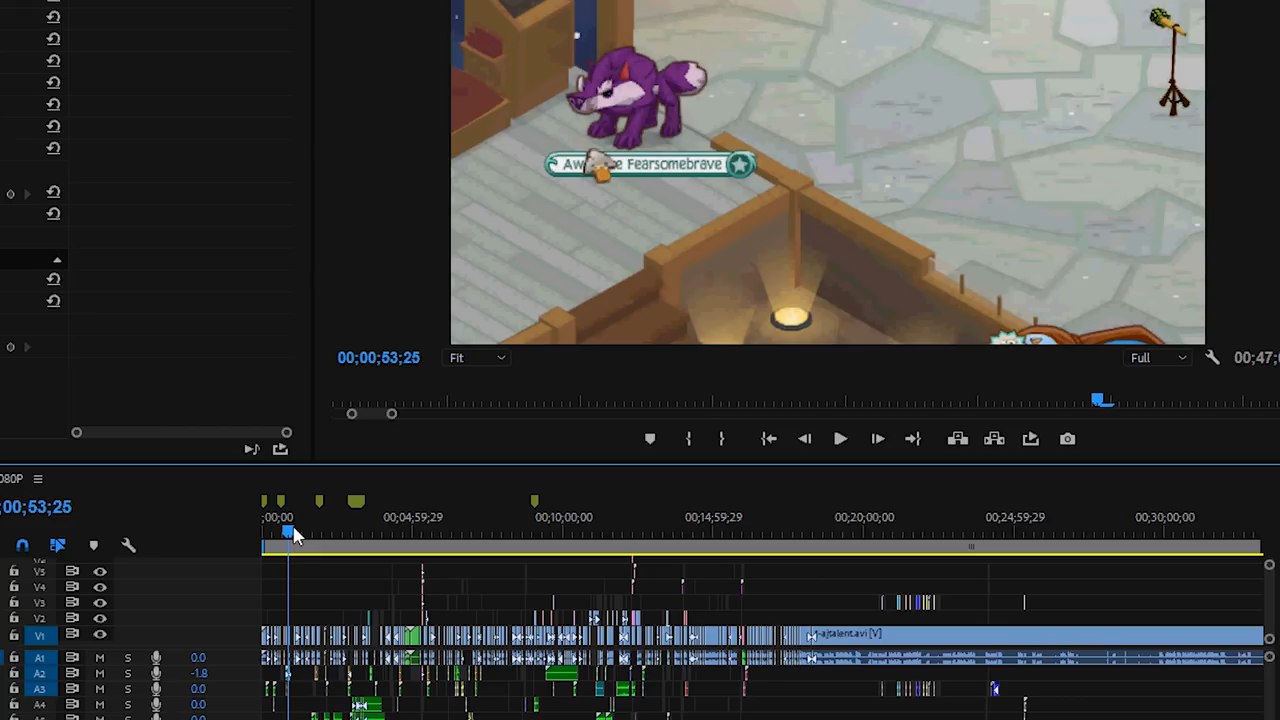 Aw e Fearsomebrave
00;00;53;25
Fit
Full
00;47;0
080P
;00;53;25
;00;00
00;04;59;29
00;10;00;00
00;14;59;29
00;20;00;00
00;24;59;29
00;30;00;00
V5
V4
V3
V2
V1
-ajtalent.avi [V]
A1 M S 0.0
A2 M S -1.8
A3 M S 0.0
A4 M S 0.0